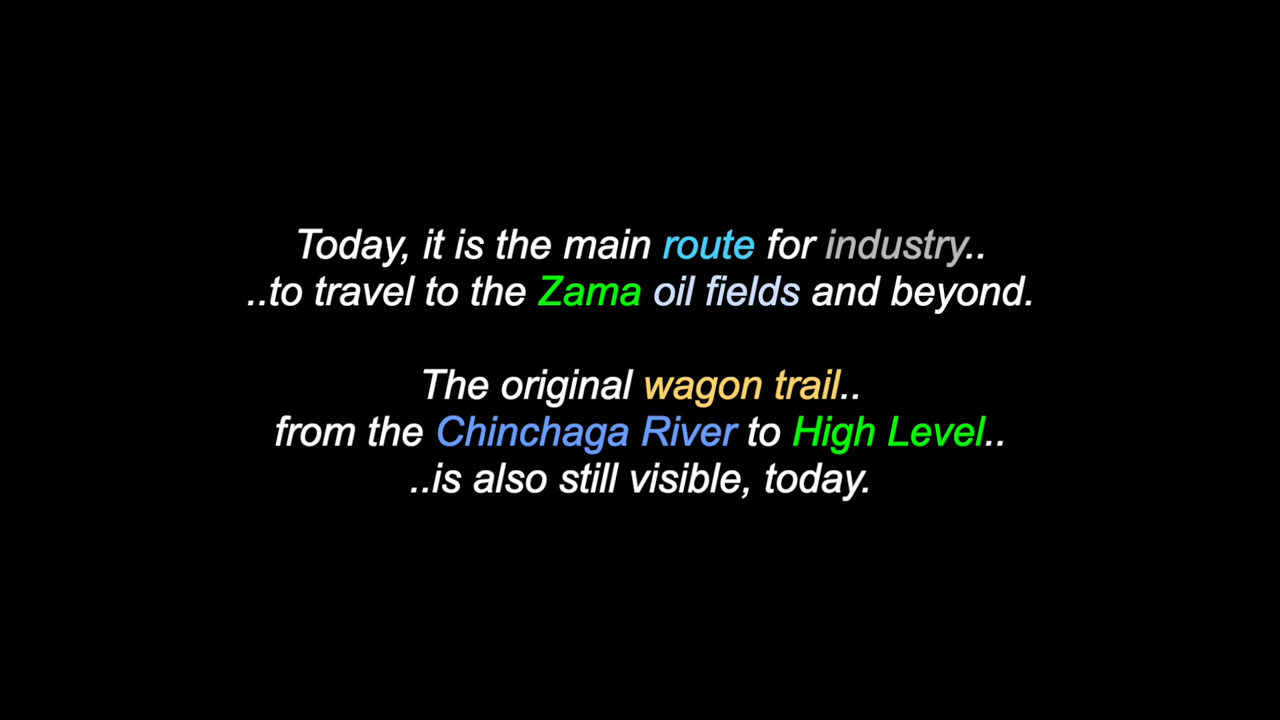 Today, it is the main route for industry..
..to travel to the Zama oil fields and beyond.
The original wagon trail..
from the Chinchaga River to High Level..
..is also still visible, today.